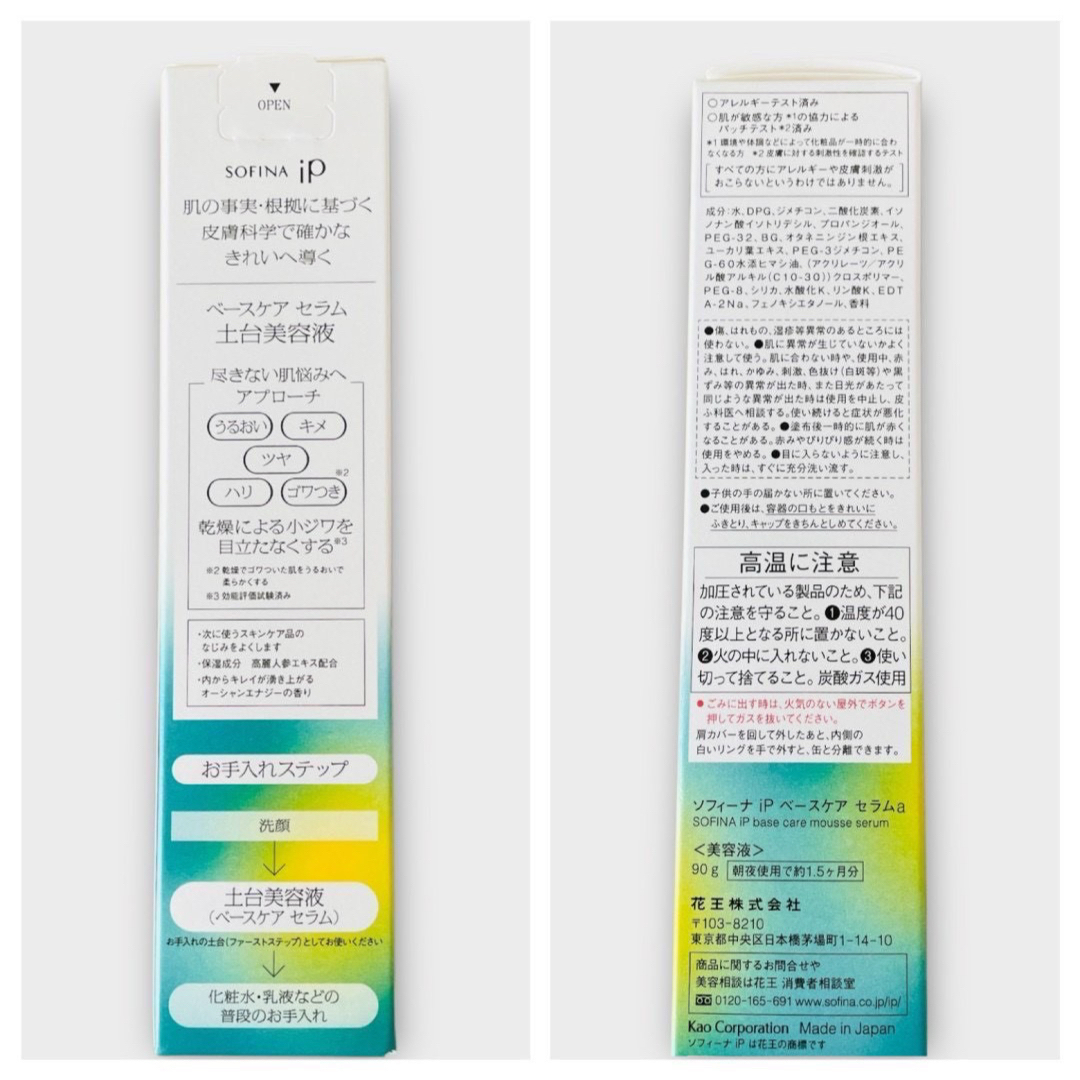 ▼
OPEN
SOFINA iP
肌の事実・根拠に基づく
皮膚科学で確かな
きれいへ導く
ベースケア セラム
土台美容液
尽きない肌悩みへ
アプローチ
うるおい キメ
ツヤ
ハリ ゴワつき※2
乾燥による小ジワを
目立たなくする※3
※2 乾燥でゴワついた肌をうるおいで
柔らかくする
※3 効能評価試験済み
・次に使うスキンケア品の
なじみをよくします
・保湿成分 高麗人参エキス配合
・内からキレイが湧き上がる
オーシャンエナジーの香り
お手入れステップ
洗顔
土台美容液
(ベースケア セラム)
お手入れの土台(ファーストステップ)としてお使いください
化粧水・乳液などの
普段のお手入れ
○アレルギーテスト済み
○肌が敏感な方*1の協力による
パッチテスト*2済み
*1 環境や体調などによって化粧品が一時的に合わ
なくなる方 *2 皮膚に対する刺激性を確認するテスト
すべての方にアレルギーや皮膚刺激が
おこらないというわけではありません。
成分:水、DPG、ジメチコン、二酸化炭素、イソ
ノナン酸イソトリデシル、プロパンジオール、
PEG-32、BG、オタネニンジン根エキス、
ユーカリ葉エキス、PEG-3ジメチコン、PE
G-60水添ヒマシ油、(アクリレーツ/アクリ
ル酸アルキル(C10-30))クロスポリマー、
PEG-8、シリカ、水酸化K、リン酸K、EDT
A-2Na、フェノキシエタノール、香料
●傷、はれもの、湿疹等異常のあるところには
使わない。●肌に異常が生じていないかよく
注意して使う。肌に合わない時や、使用中、赤
み、はれ、かゆみ、刺激、色抜け(白斑等)や黒
ずみ等の異常が出た時、また日光があたって
同じような異常が出た時は使用を中止し、皮
ふ科医へ相談する。使い続けると症状が悪化
することがある。●塗布後一時的に肌が赤く
なることがある。赤みやぴりぴり感が続く時は
使用をやめる。●目に入らないように注意し、
入った時は、すぐに充分洗い流す。
●子供の手の届かない所に置いてください。
●ご使用後は、容器の口もとをきれいに
ふきとり、キャップをきちんとしめてください。
高温に注意
加圧されている製品のため、下記
の注意を守ること。❶温度が40
度以上となる所に置かないこと。
❷火の中に入れないこと。❸使い
切って捨てること。炭酸ガス使用
●ごみに出す時は、火気のない屋外でボタンを
押してガスを抜いてください。
肩カバーを回して外したあと、内側の
白いリングを手で外すと、缶と分離できます。
ソフィーナ iP ベースケア セラムa
SOFINA iP base care mousse serum
<美容液>
90g 朝夜使用で約1.5ヶ月分
花王株式会社
〒103-8210
東京都中央区日本橋茅場町1-14-10
商品に関するお問合せや
美容相談は花王 消費者相談室
0120-165-691 www.sofina.co.jp/ip/
Kao Corporation Made in Japan
ソフィーナ iP は花王の商標です